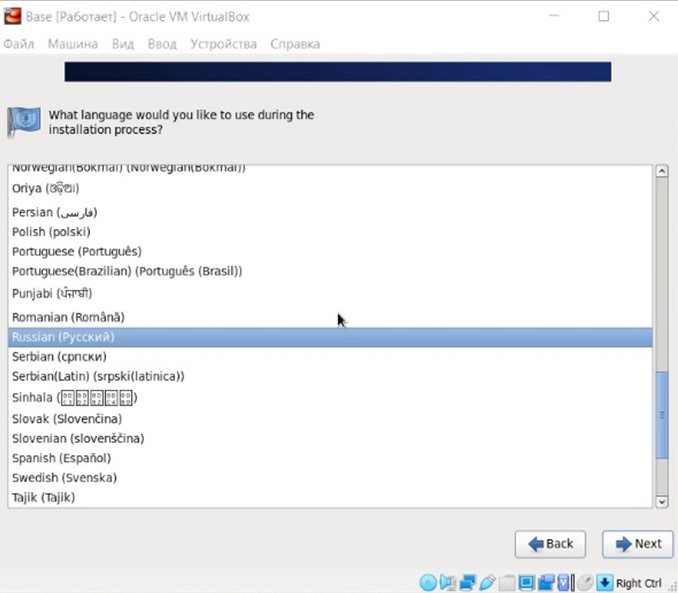 Base [Работает] - Oracle VM VirtualBox
Файл Машина Вид Ввод Устройства Справка
What language would you like to use during the
installation process?
Norwegian(Bokmål) (Norwegian(Bokmål))
Oriya (ଓଡ଼ିଆ)
Persian (فارسی)
Polish (polski)
Portuguese (Português)
Portuguese(Brazilian) (Português (Brasil))
Punjabi (ਪੰਜਾਬੀ)
Romanian (Română)
Russian (Русский)
Serbian (српски)
Serbian(Latin) (srpski(latinica))
Sinhala
Slovak (Slovenčina)
Slovenian (slovenščina)
Spanish (Español)
Swedish (Svenska)
Tajik (Tajik)
Back
Next
Right Ctrl